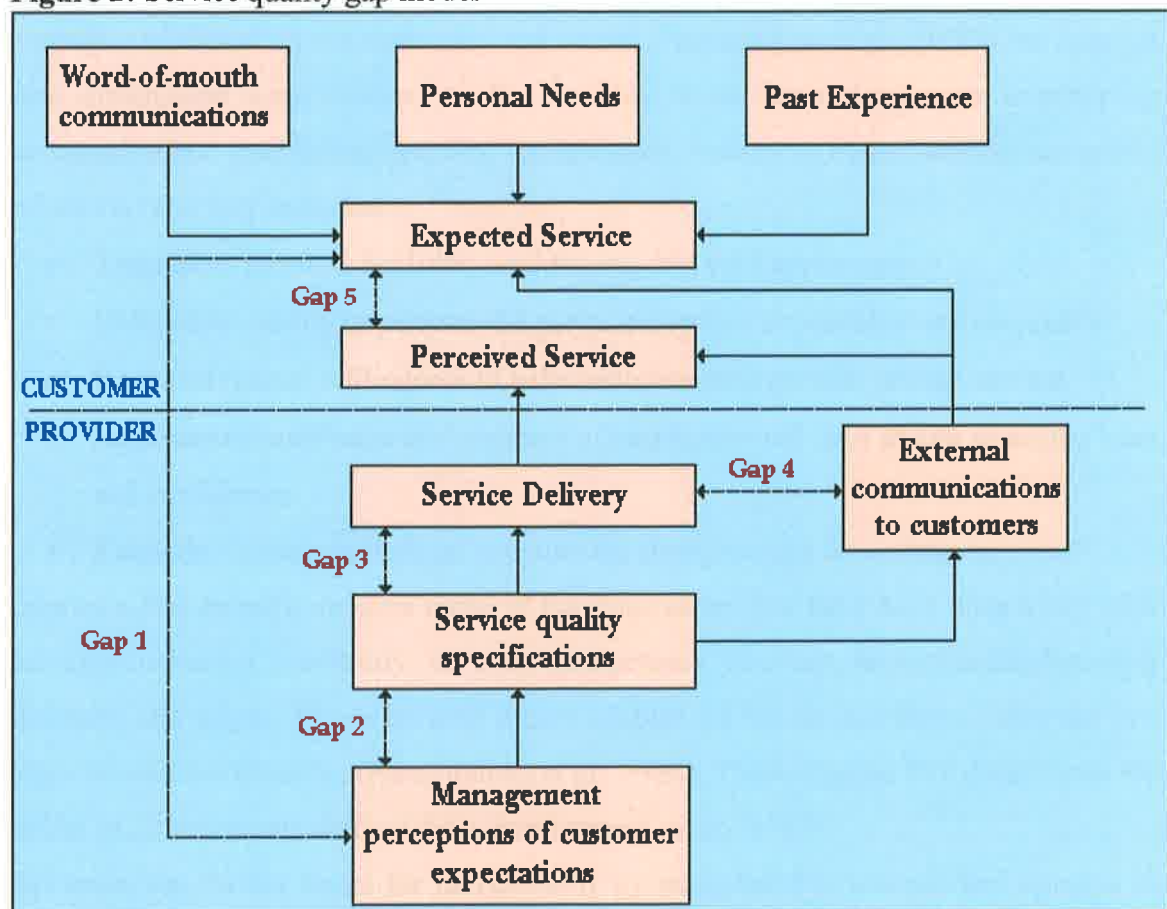 Word-of-mouth
communications
Personal Needs
Past Experience
Expected Service
Gap 5
Perceived Service
CUSTOMER
PROVIDER
Service Delivery
Gap 4
External
communications
to customers
Gap 3
Gap 1
Service quality
specifications
Gap 2
Management
perceptions of customer
expectations